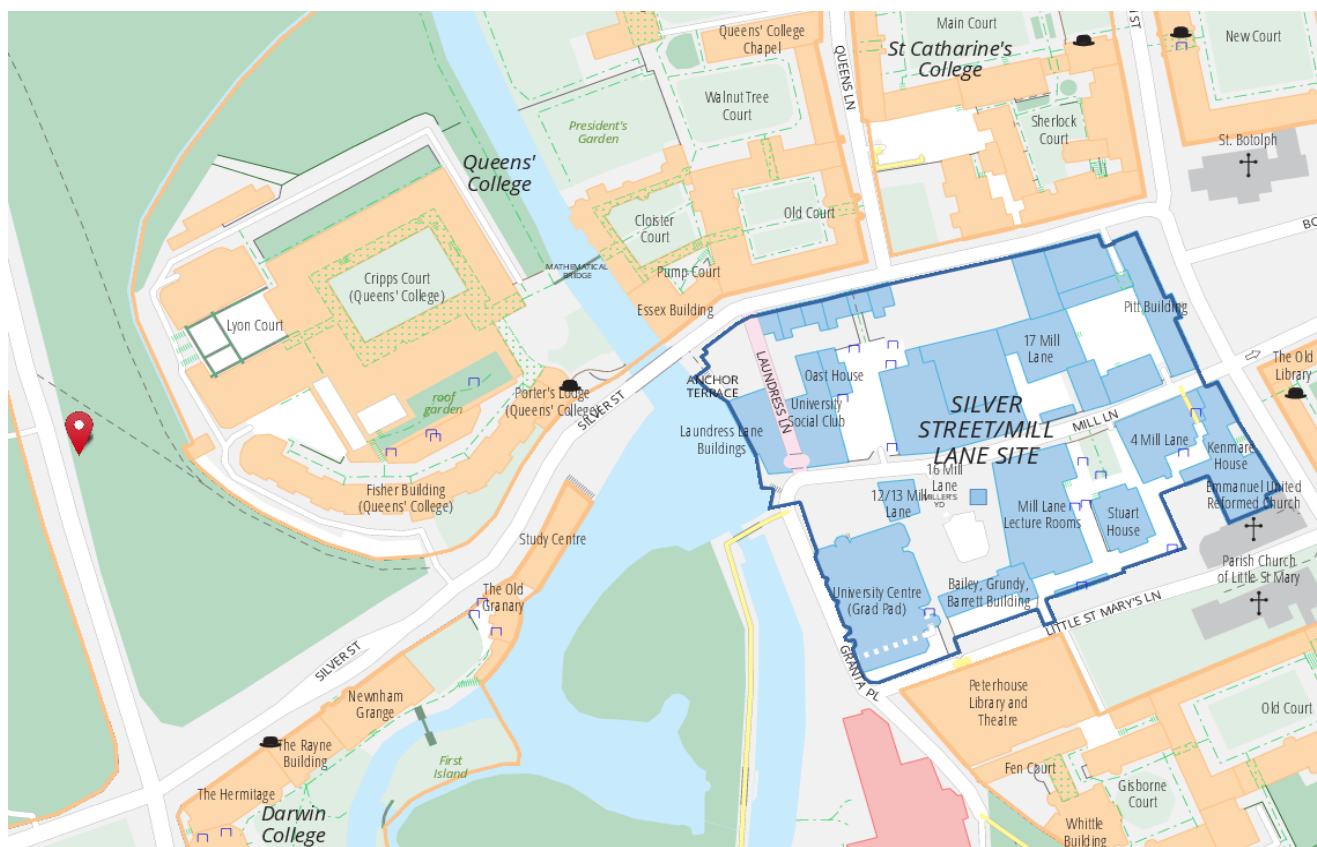 Main Court
Queens' College
Chapel
QUEENS LN
St Catharine's
College
ST
New Court
Walnut Tree
Court
President's
Garden
Sherlock
Court
St. Botolph
Queens'
College
Cloister
Court
Old Court
BO
Cripps Court
(Queens' College)
MATHEMATICAL
BRIDGE
Pump Court
Essex Building
Pitt Building
Lyon Court
17 Mill
Lane
LAUNDRESS LN
The Old
Library
Oast House
ANCHOR
TERRACE
roof
garden
Porter's Lodge
(Queens' College)
SILVER ST
University
Social Club
SILVER
STREET/MILL
LANE SITE
MILL LN
Laundress Lane
Buildings
4 Mill Lane
Kenmare
House
16 Mill
Lane
Fisher Building
(Queens' College)
12/13 Mill
Lane
MILLER'S
YD
Mill Lane
Lecture Rooms
Stuart
House
Emmanuel United
Reformed Church
Study Centre
Parish Church
of Little St Mary
The Old
Granary
University Centre
(Grad Pad)
Bailey, Grundy,
Barrett Building
LITTLE ST MARY'S LN
SILVER ST
GRANTA PL
Newnham
Grange
Peterhouse
Library and
Theatre
Old Court
The Rayne
Building
First
Island
Fen Court
Gisborne
Court
The Hermitage
Darwin
College
Whittle
Building